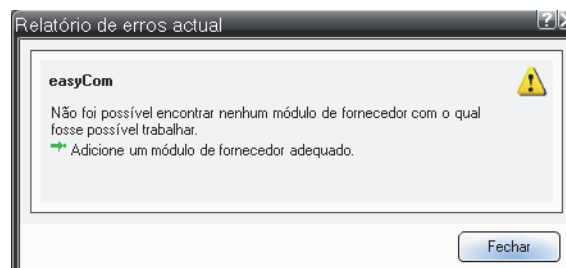 Relatório de erros actual
easyCom
Não foi possível encontrar nenhum módulo de fornecedor com o qual
fosse possível trabalhar.
Adicione um módulo de fornecedor adequado.
Fechar